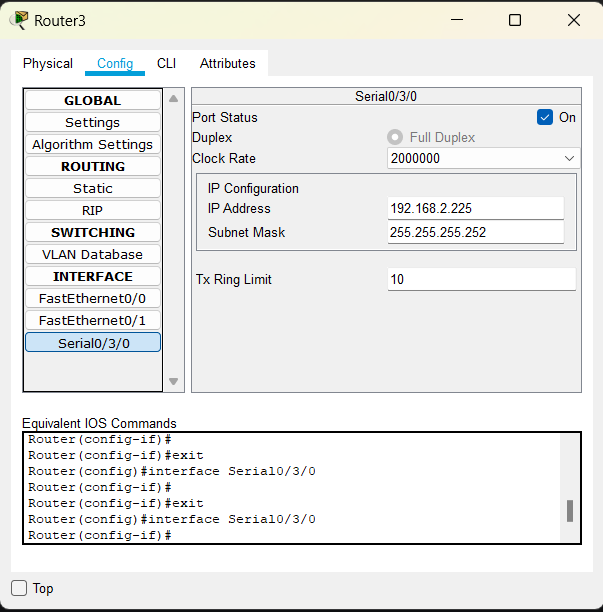 Router3
Physical Config CLI Attributes
GLOBAL
Settings
Algorithm Settings
ROUTING
Static
RIP
SWITCHING
VLAN Database
INTERFACE
FastEthernet0/0
FastEthernet0/1
Serial0/3/0
Serial0/3/0
Port Status On
Duplex Full Duplex
Clock Rate 2000000
IP Configuration
IP Address 192.168.2.225
Subnet Mask 255.255.255.252
Tx Ring Limit 10
Equivalent IOS Commands
Router(config-if)#
Router(config-if)#exit
Router(config)#interface Serial0/3/0
Router(config-if)#
Router(config-if)#exit
Router(config)#interface Serial0/3/0
Router(config-if)#
Top